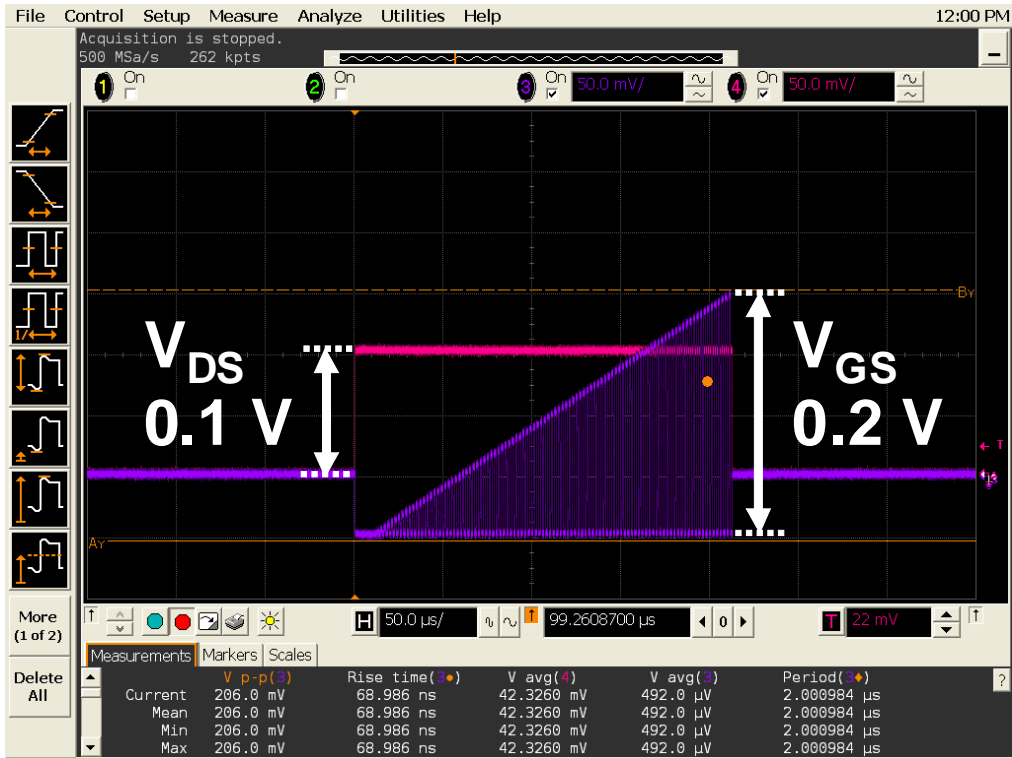 File Control Setup Measure Analyze Utilities Help 12:00 PM
Acquisition is stopped.
500 MSa/s 262 kpts
1 On 2 On 3 On 50.0 mV/ 4 On 50.0 mV/
By
VDS
0.1 V
VGS
0.2 V
T
Ay
1/
More
(1 of 2)
Delete
All
H 50.0 µs/ 99.2608700 µs 0 T 22 mV
Measurements Markers Scales
V p-p(3) Rise time(3●) V avg(4) V avg(3) Period(3♦) ?
Current 206.0 mV 68.986 ns 42.3260 mV 492.0 µV 2.000984 µs
Mean 206.0 mV 68.986 ns 42.3260 mV 492.0 µV 2.000984 µs
Min 206.0 mV 68.986 ns 42.3260 mV 492.0 µV 2.000984 µs
Max 206.0 mV 68.986 ns 42.3260 mV 492.0 µV 2.000984 µs